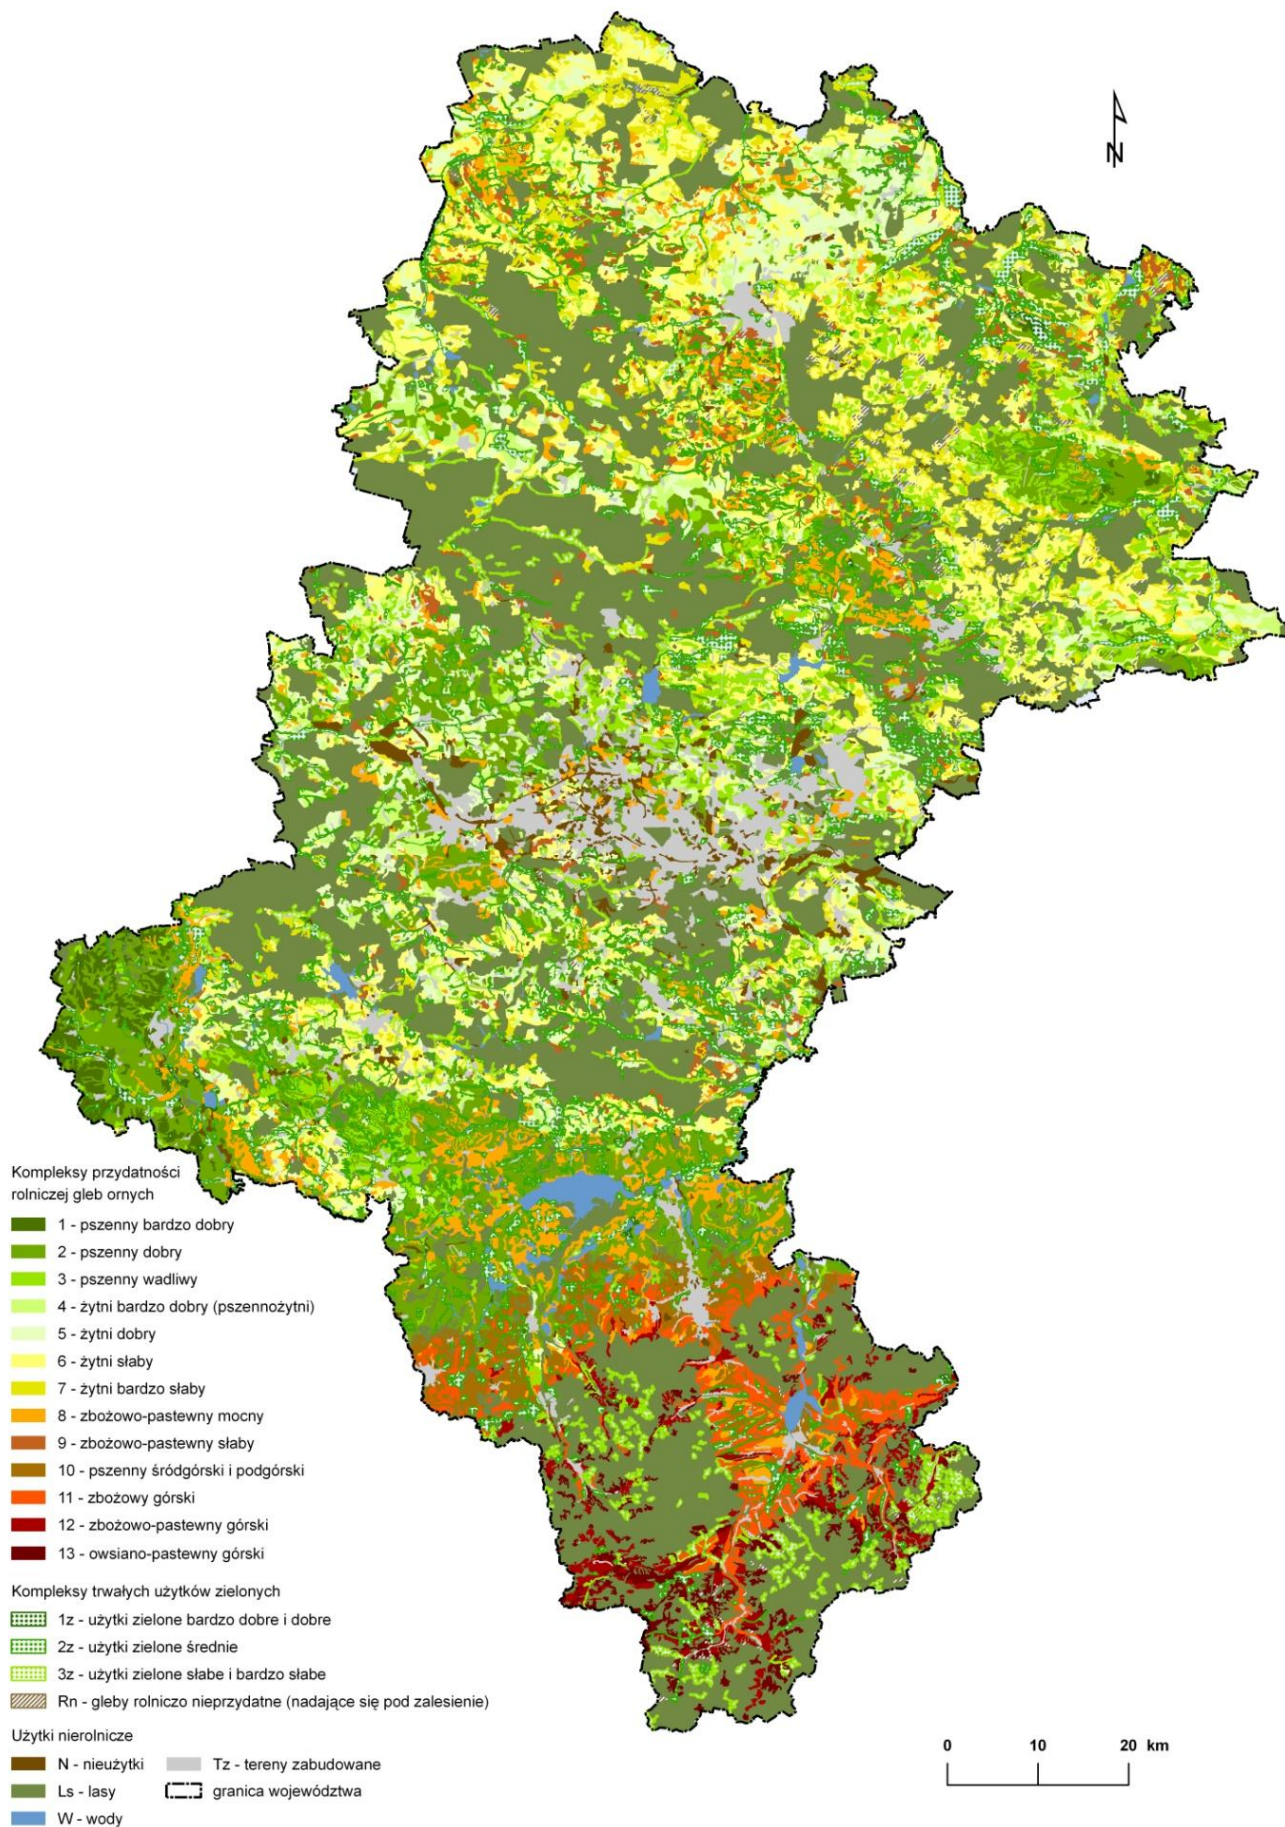 N
Kompleksy przydatności
rolniczej gleb ornych
1 - pszenny bardzo dobry
2 - pszenny dobry
3 - pszenny wadliwy
4 - żytni bardzo dobry (pszennożytni)
5 - żytni dobry
6 - żytni słaby
7 - żytni bardzo słaby
8 - zbożowo-pastewny mocny
9 - zbożowo-pastewny słaby
10 - pszenny śródgórski i podgórski
11 - zbożowy górski
12 - zbożowo-pastewny górski
13 - owsiano-pastewny górski
Kompleksy trwałych użytków zielonych
1z - użytki zielone bardzo dobre i dobre
2z - użytki zielone średnie
3z - użytki zielone słabe i bardzo słabe
Rn - gleby rolniczo nieprzydatne (nadające się pod zalesienie)
Użytki nierolnicze
N - nieużytki
Tz - tereny zabudowane
Ls - lasy
granica województwa
W - wody
0 10 20 km